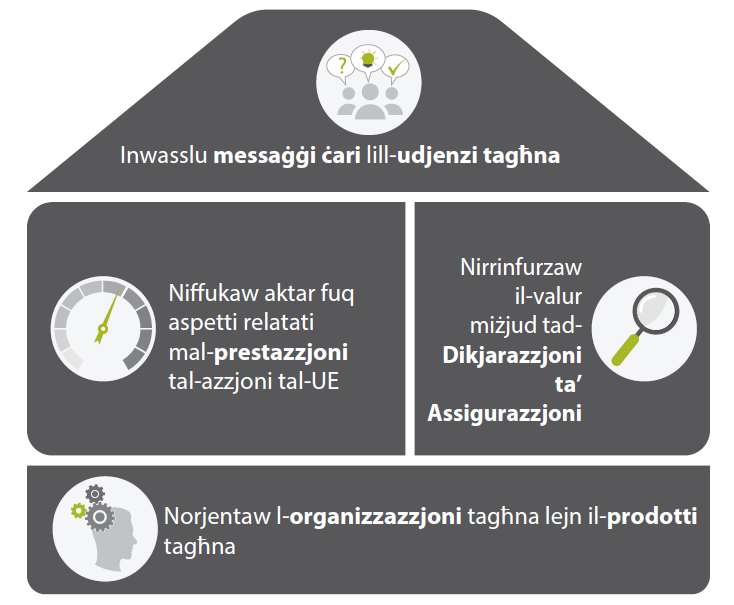 Inwasslu messaġġi ċari lill-udjenzi tagħna
Niffukaw aktar fuq
aspetti relatati
mal-prestazzjoni
tal-azzjoni tal-UE
Nirrinfurzaw
il-valur
miżjud tad-
Dikjarazzjoni
ta’
Assigurazzjoni
Norjentaw l-organizzazzjoni tagħna lejn il-prodotti
tagħna